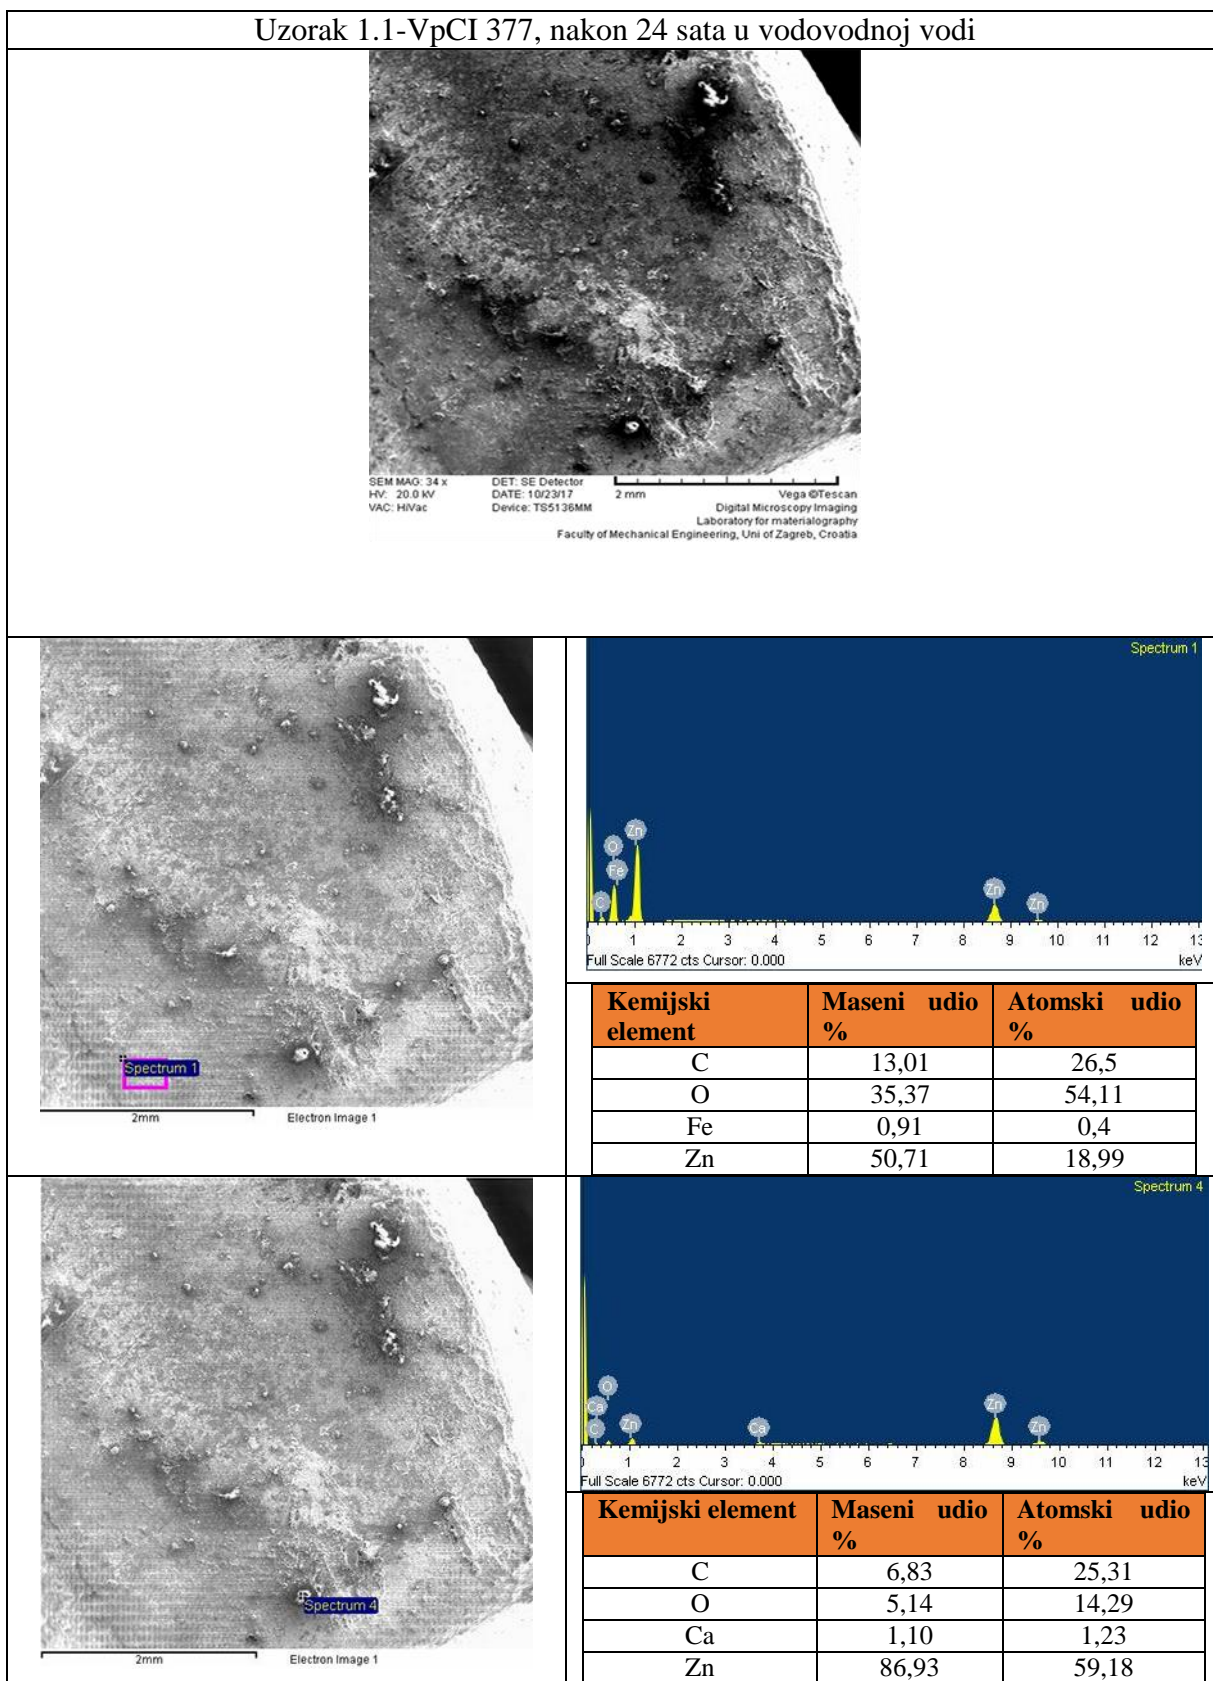 Uzorak 1.1-VpCI 377, nakon 24 sata u vodovodnoj vodi
SEM MAG: 34 x DET: SE Detector
HV: 20.0 kV DATE: 10/23/17 2 mm Vega ©Tescan
VAC: HiVac Device: TS5136MM Digital Microscopy Imaging
Laboratory for materialography
Faculty of Mechanical Engineering, Uni of Zagreb, Croatia
Spectrum 1
2mm Electron Image 1
Spectrum 1
Zn
O
Fe
C
Zn
Zn
1 2 3 4 5 6 7 8 9 10 11 12 13
Full Scale 6772 cts Cursor: 0.000 keV
Kemijski element Maseni udio % Atomski udio %
C 13,01 26,5
O 35,37 54,11
Fe 0,91 0,4
Zn 50,71 18,99
Spectrum 4
2mm Electron Image 1
Spectrum 4
O
Ca
C
Zn
Ca
Zn
Zn
0 1 2 3 4 5 6 7 8 9 10 11 12 13
Full Scale 6772 cts Cursor: 0.000 keV
Kemijski element Maseni udio % Atomski udio %
C 6,83 25,31
O 5,14 14,29
Ca 1,10 1,23
Zn 86,93 59,18